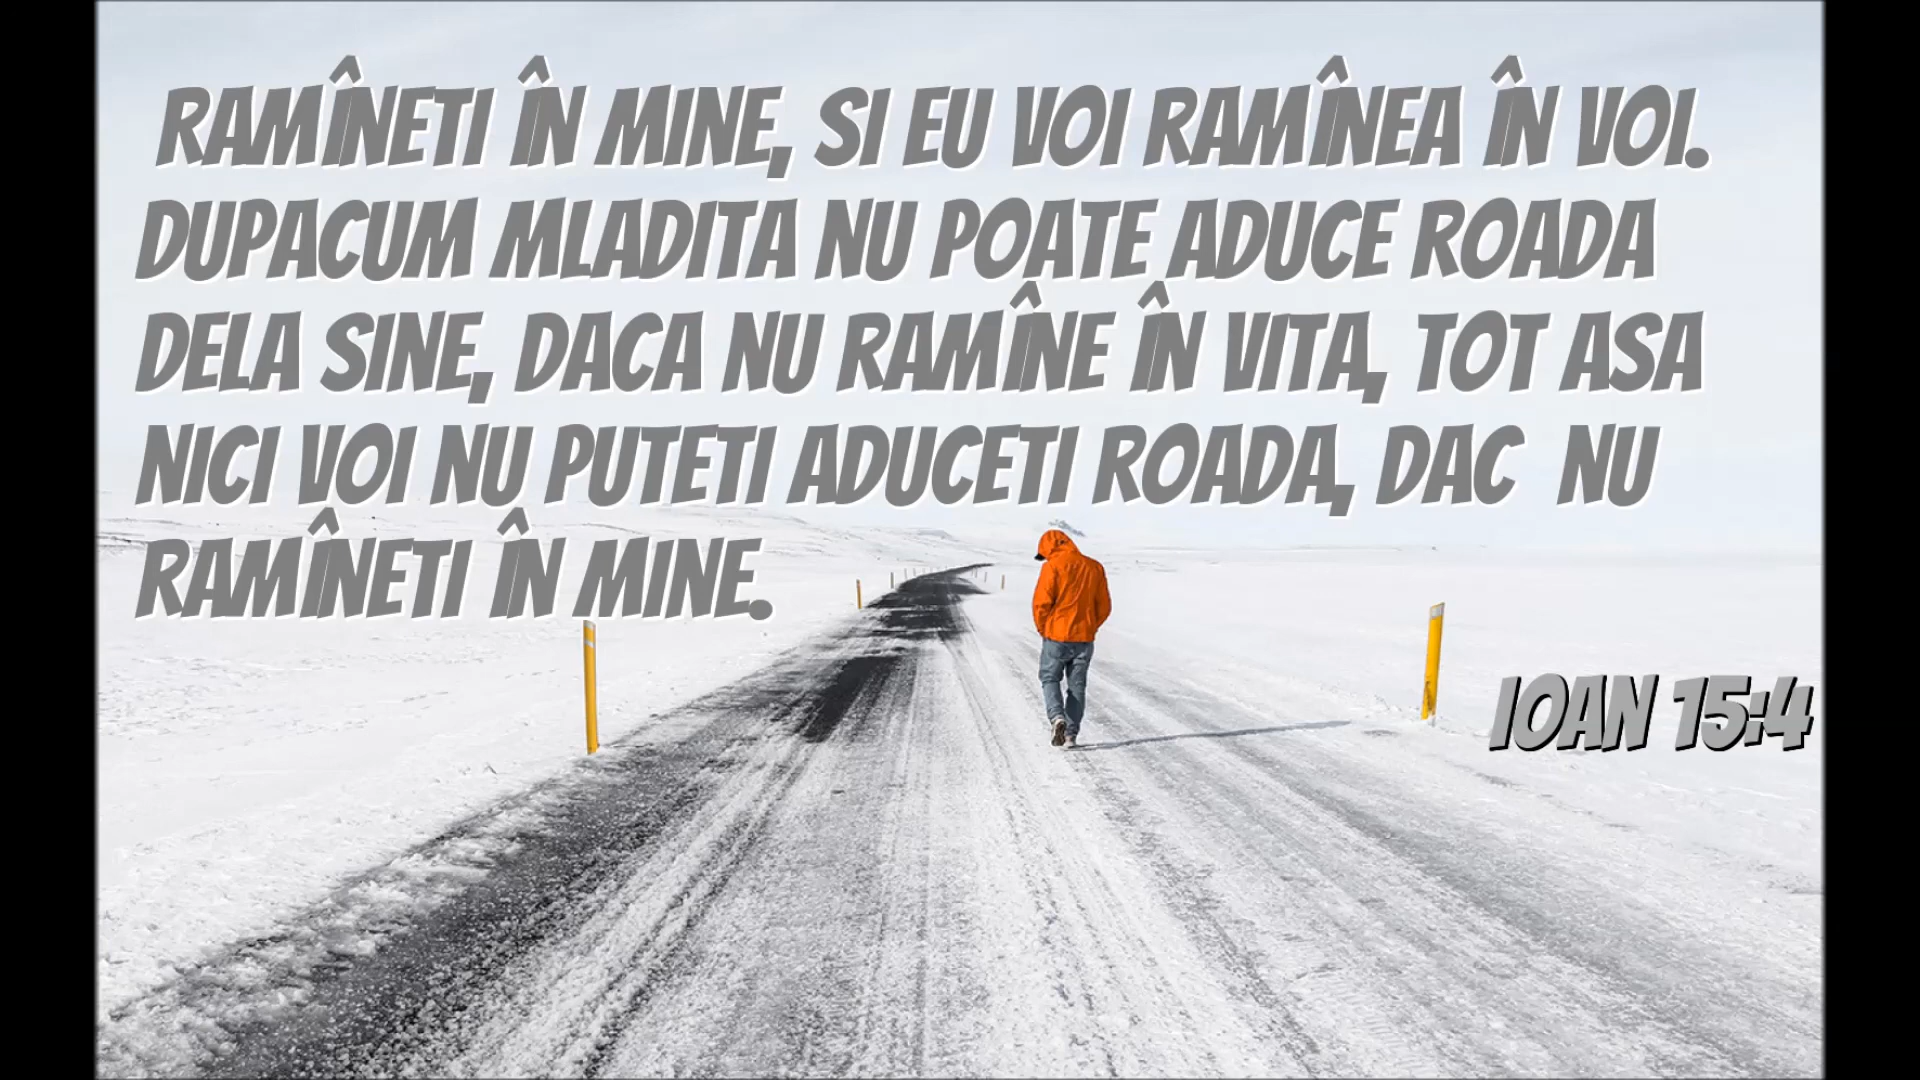 RAMÎNETI ÎN MINE, SI EU VOI RAMÎNEA ÎN VOI.
DUPACUM MLADITA NU POATE ADUCE ROADA
DELA SINE, DACA NU RAMÎNE ÎN VITA, TOT ASA
NICI VOI NU PUTETI ADUCETI ROADA, DAC  NU
RAMÎNETI ÎN MINE.
IOAN 15:4